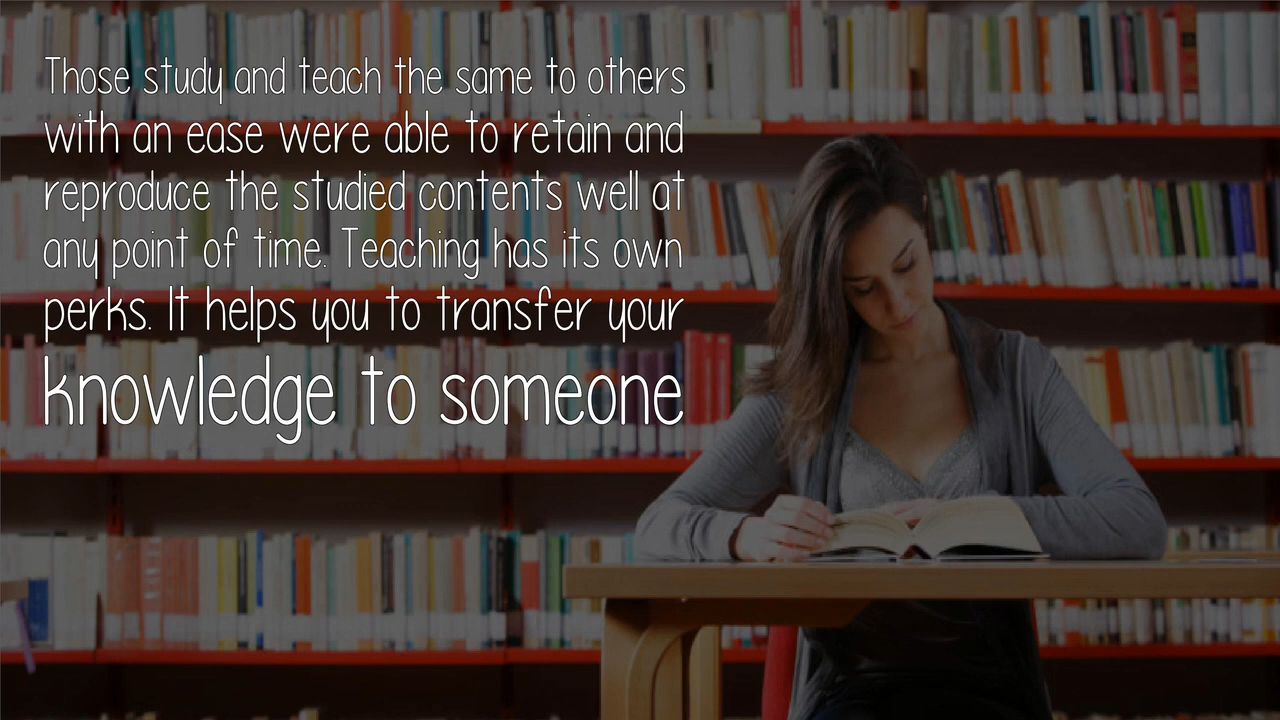 Those study and teach the same to others
with an ease were able to retain and
reproduce the studied contents well at
any point of time. Teaching has its own
perks. It helps you to transfer your
knowledge to someone